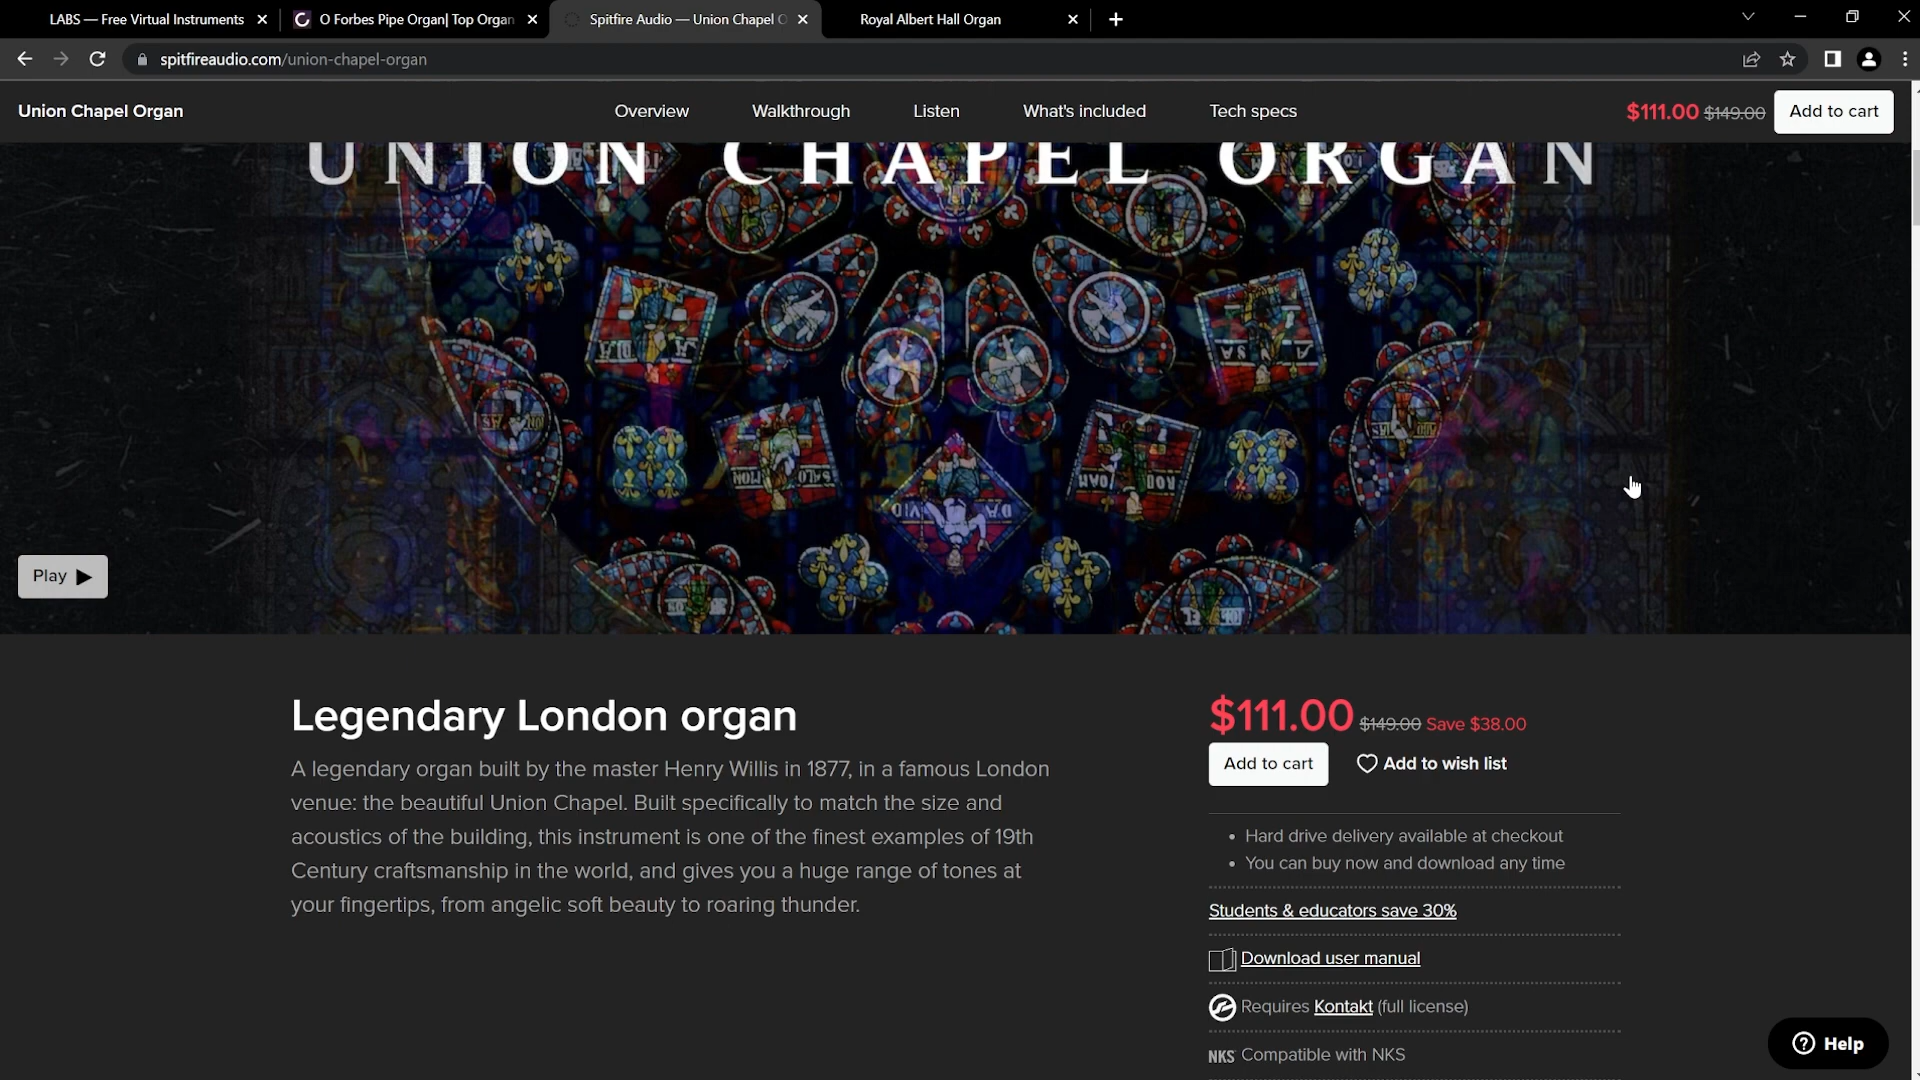 LABS — Free Virtual Instruments
O Forbes Pipe Organ| Top Organ
Spitfire Audio — Union Chapel O
Royal Albert Hall Organ
spitfireaudio.com/union-chapel-organ
Union Chapel Organ
Overview
Walkthrough
Listen
What's included
Tech specs
$111.00 $149.00
Add to cart
UNION CHAPEL ORGAN
Play
Legendary London organ
A legendary organ built by the master Henry Willis in 1877, in a famous London
venue: the beautiful Union Chapel. Built specifically to match the size and
acoustics of the building, this instrument is one of the finest examples of 19th
Century craftsmanship in the world, and gives you a huge range of tones at
your fingertips, from angelic soft beauty to roaring thunder.
$111.00 $149.00 Save $38.00
Add to cart
Add to wish list
• Hard drive delivery available at checkout
• You can buy now and download any time
Students & educators save 30%
Download user manual
Requires Kontakt (full license)
NKS Compatible with NKS
Help